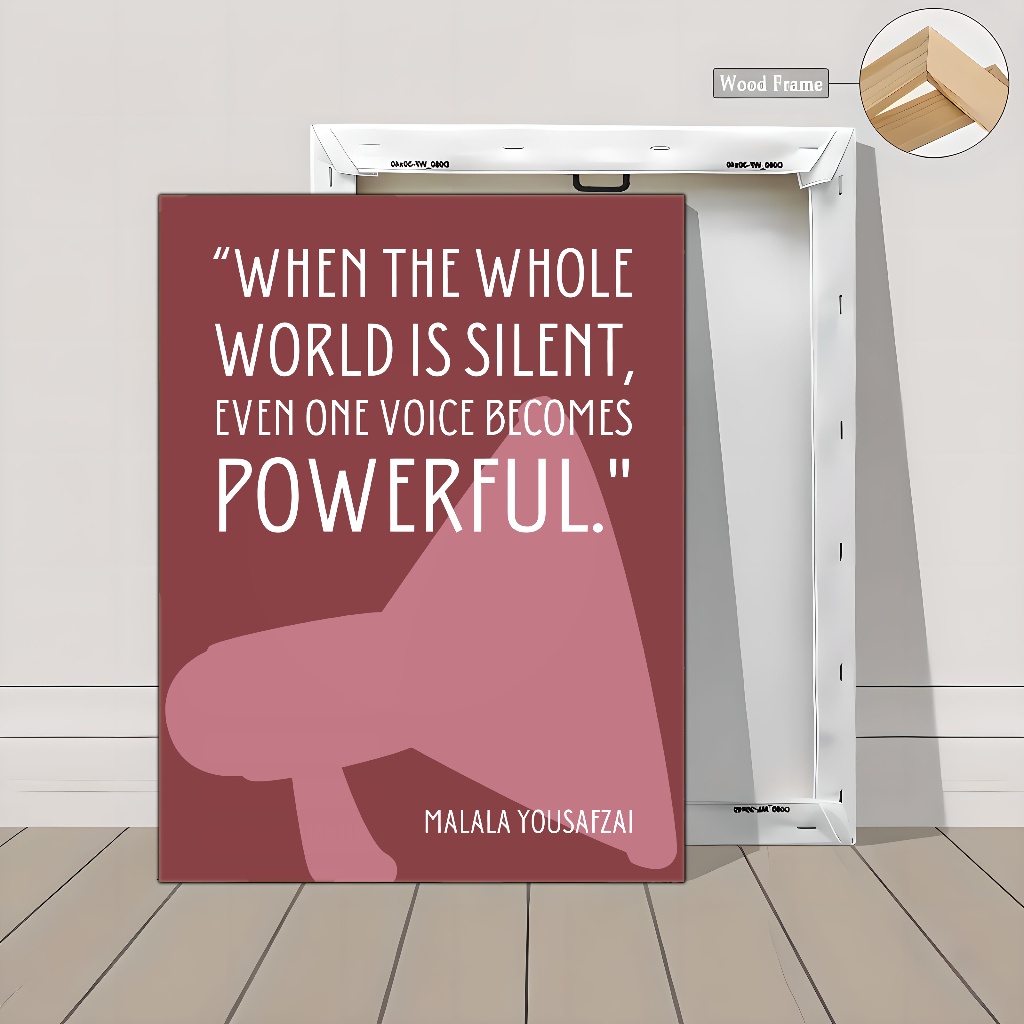 Wood Frame
“WHEN THE WHOLE
WORLD IS SILENT,
EVEN ONE VOICE BECOMES
POWERFUL."
MALALA YOUSAFZAI